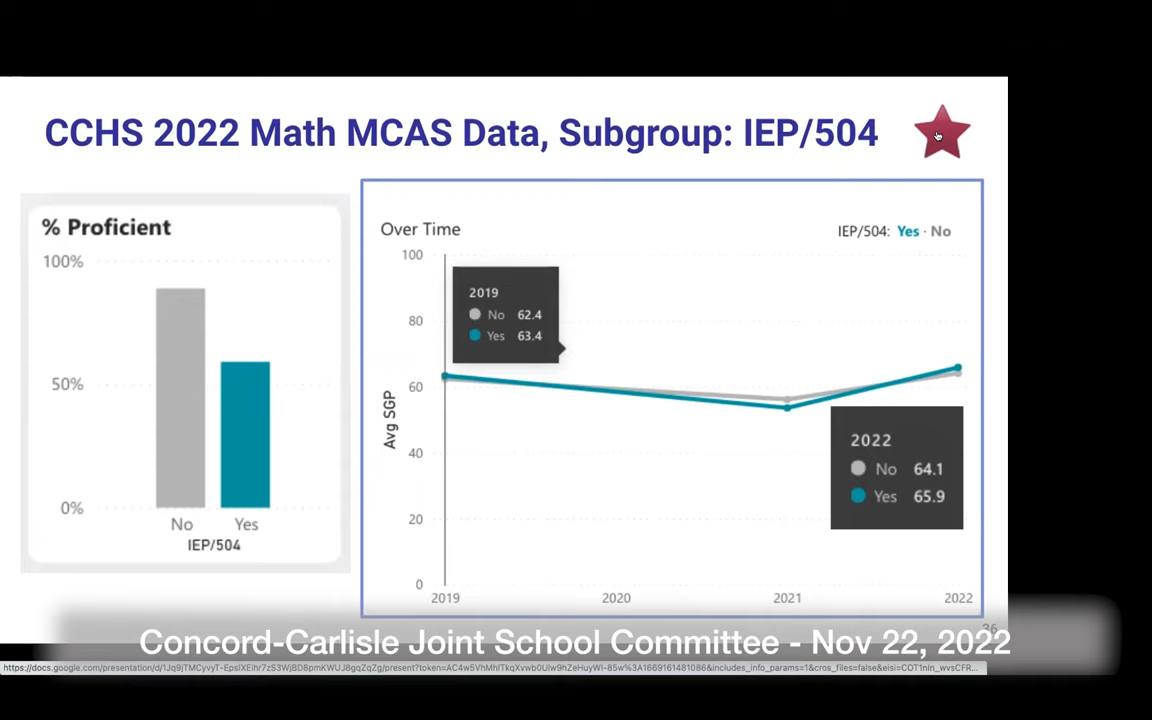 CCHS 2022 Math MCAS Data, Subgroup: IEP/504
% Proficient
100%
50%
0%
No Yes
IEP/504
Over Time
IEP/504: Yes · No
100
80
60
40
20
0
Avg SGP
2019
No 62.4
Yes 63.4
2022
No 64.1
Yes 65.9
2019 2020 2021 2022
36
Concord-Carlisle Joint School Committee - Nov 22, 2022